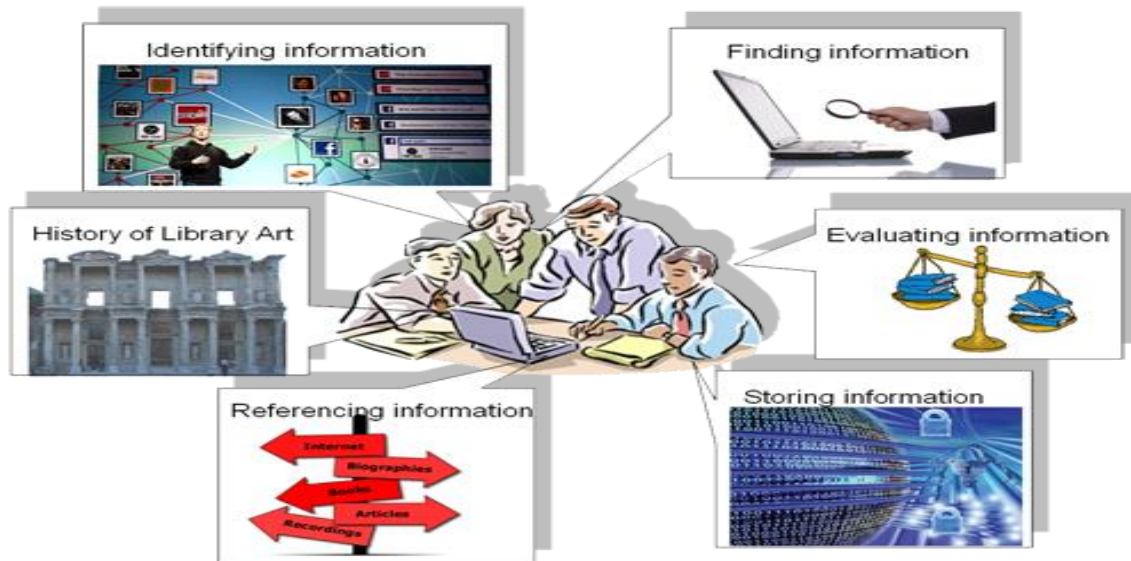 Identifying information
Finding information
History of Library Art
Evaluating information
Referencing information
Internet
Biographies
Books
Articles
Recordings
Storing information